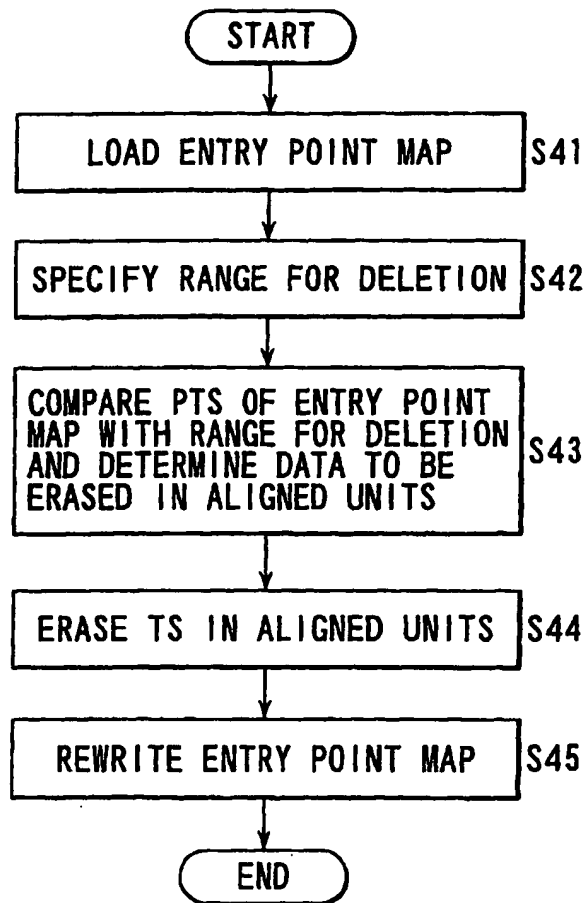 START
LOAD ENTRY POINT MAP S41
SPECIFY RANGE FOR DELETION S42
COMPARE PTS OF ENTRY POINT
MAP WITH RANGE FOR DELETION
AND DETERMINE DATA TO BE
ERASED IN ALIGNED UNITS
S43
ERASE TS IN ALIGNED UNITS S44
REWRITE ENTRY POINT MAP S45
END